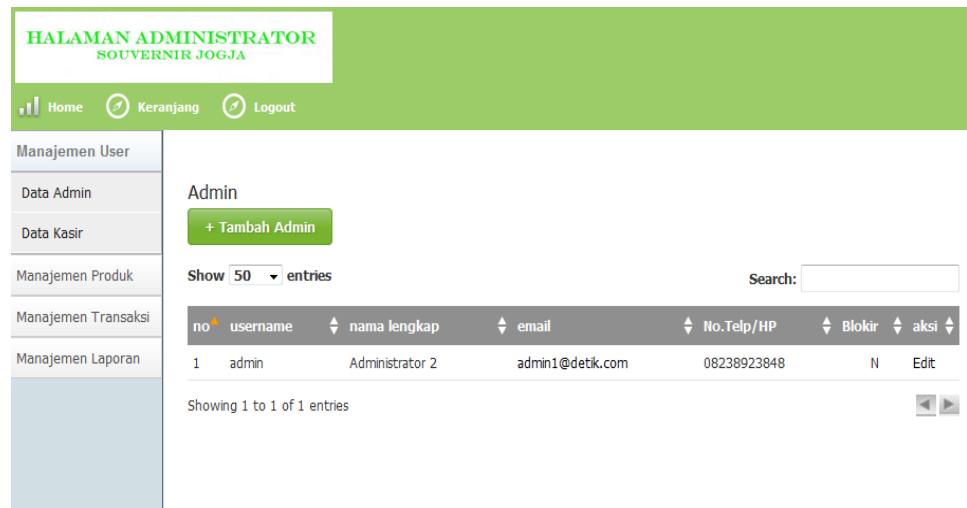 HALAMAN ADMINISTRATOR
SOUVERNIR JOGJA
Home Keranjang Logout
Manajemen User
Data Admin
Data Kasir
Manajemen Produk
Manajemen Transaksi
Manajemen Laporan
Admin
+ Tambah Admin
Show 50 entries Search:
no username nama lengkap email No.Telp/HP Blokir aksi
1 admin Administrator 2 admin1@detik.com 08238923848 N Edit
Showing 1 to 1 of 1 entries